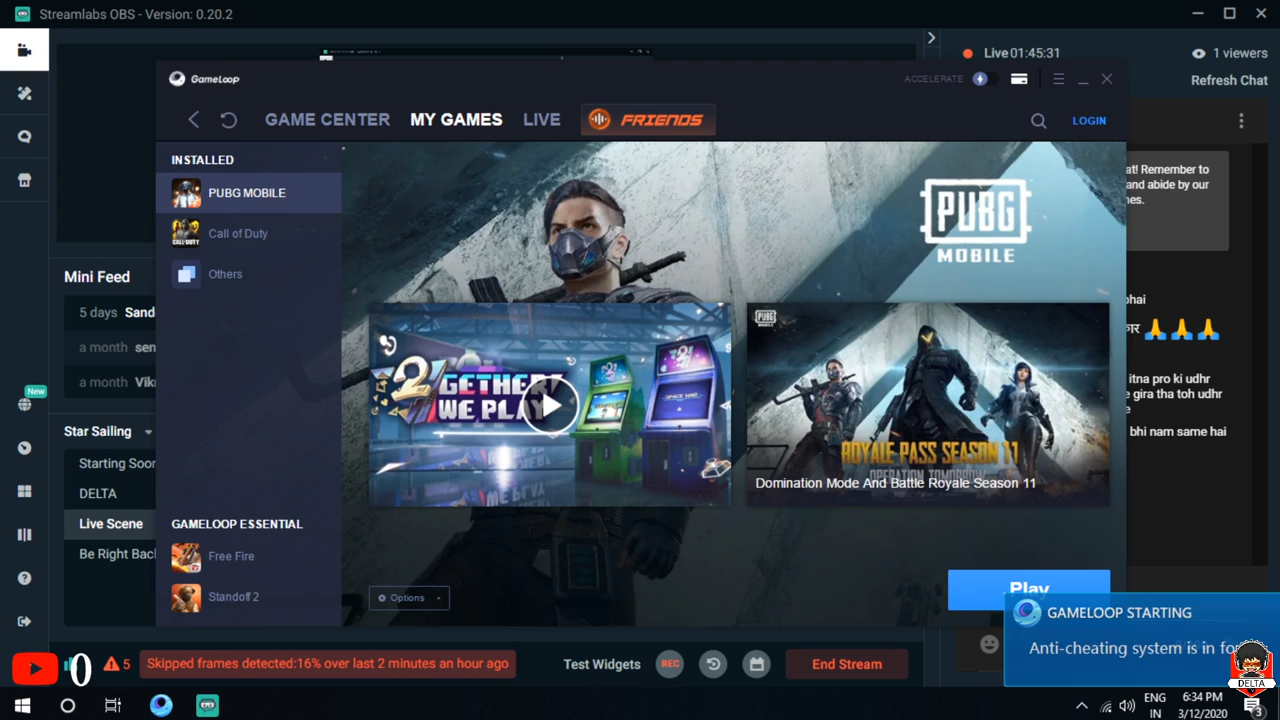 Streamlabs OBS - Version: 0.20.2
Live 01:45:31
1 viewers
Refresh Chat
GameLoop
ACCELERATE
GAME CENTER
MY GAMES
LIVE
FRIENDS
LOGIN
INSTALLED
PUBG MOBILE
Call of Duty
Others
GAMELOOP ESSENTIAL
Free Fire
Standoff 2
PUBG
MOBILE
2GETHER
WE PLAY
SPACE WAR
PUBG
MOBILE
ROYALE PASS SEASON 11
OPERATION TOMORROW
Domination Mode And Battle Royale Season 11
Options
Play
at! Remember to
and abide by our
nes.
bhai
itna pro ki udhr
gira tha toh udhr
bhi nam same hai
Mini Feed
5 days Sand
a month sen
a month Vik
New
Star Sailing
Starting Soon
DELTA
Live Scene
Be Right Back
GAMELOOP STARTING
Anti-cheating system is in fo
0
5
Skipped frames detected:16% over last 2 minutes an hour ago
Test Widgets
REC
End Stream
DELTA
ENG
IN
6:34 PM
3/12/2020
3